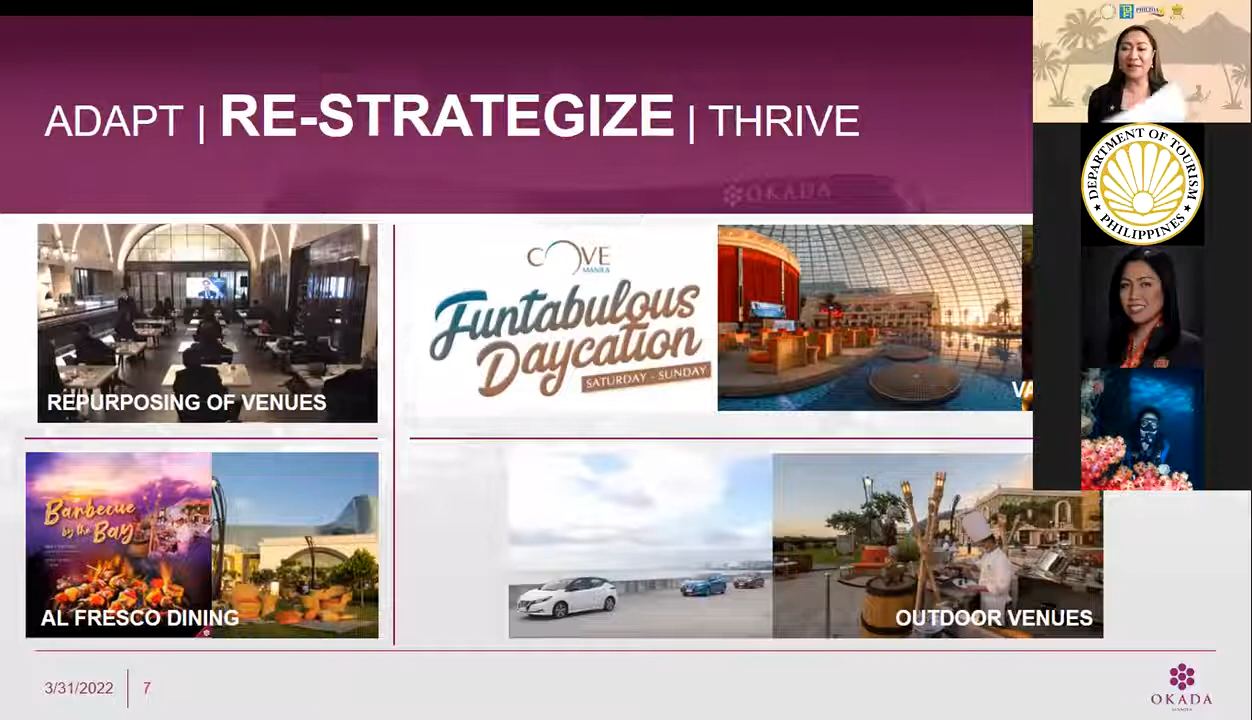 ADAPT | RE-STRATEGIZE | THRIVE
OKADA
REPURPOSING OF VENUES
COVE
MANILA
Funtabulous
Daycation
SATURDAY - SUNDAY
VA
Barbecue
by the Bay
AL FRESCO DINING
OUTDOOR VENUES
3/31/2022
7
OKADA
MANILA
DEPARTMENT OF TOURISM
PHILIPPINES